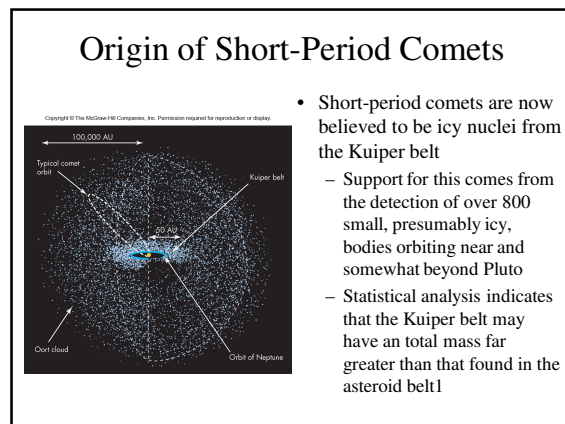 Origin of Short-Period Comets
Copyright © The McGraw-Hill Companies, Inc. Permission required for reproduction or display.
100,000 AU
Typical comet
orbit
Kuiper belt
50 AU
Oort cloud
Orbit of Neptune
• Short-period comets are now
believed to be icy nuclei from
the Kuiper belt
– Support for this comes from
the detection of over 800
small, presumably icy,
bodies orbiting near and
somewhat beyond Pluto
– Statistical analysis indicates
that the Kuiper belt may
have an total mass far
greater than that found in the
asteroid belt1